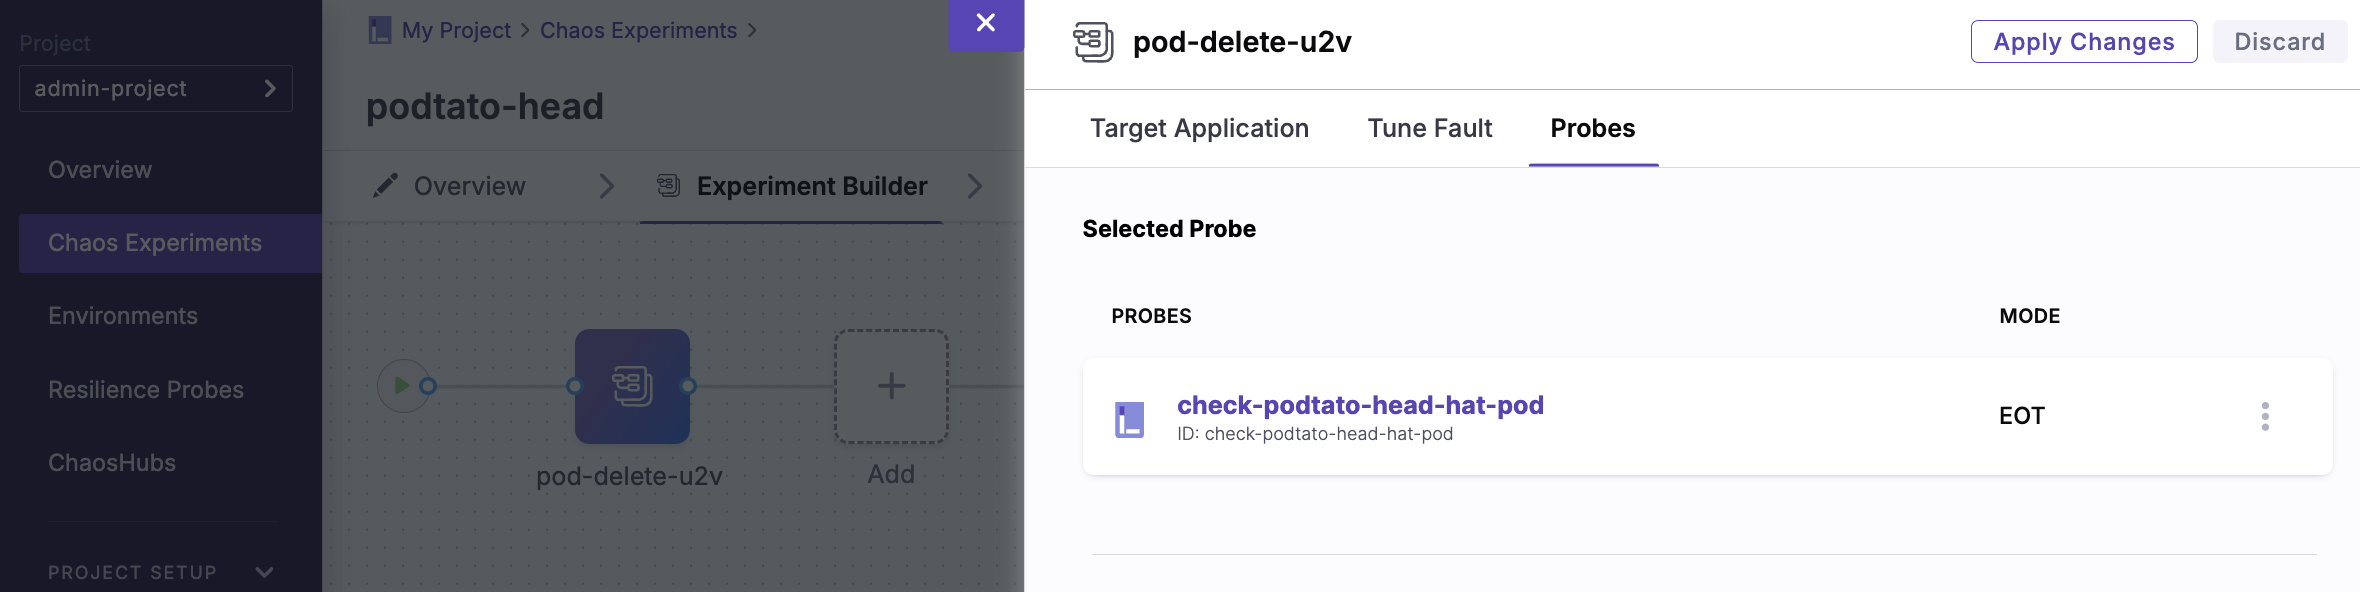 Project
admin-project
Overview
Chaos Experiments
Environments
Resilience Probes
ChaosHubs
PROJECT SETUP
My Project > Chaos Experiments >
podtato-head
Overview
Experiment Builder
pod-delete-u2v
Add
pod-delete-u2v
Apply Changes
Discard
Target Application
Tune Fault
Probes
Selected Probe
PROBES
MODE
check-podtato-head-hat-pod
ID: check-podtato-head-hat-pod
EOT